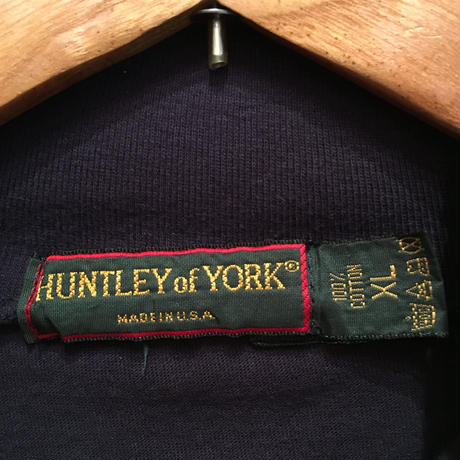 HUNTLEY of YORK®
MADE IN U.S.A.
100%
COTTON
XL